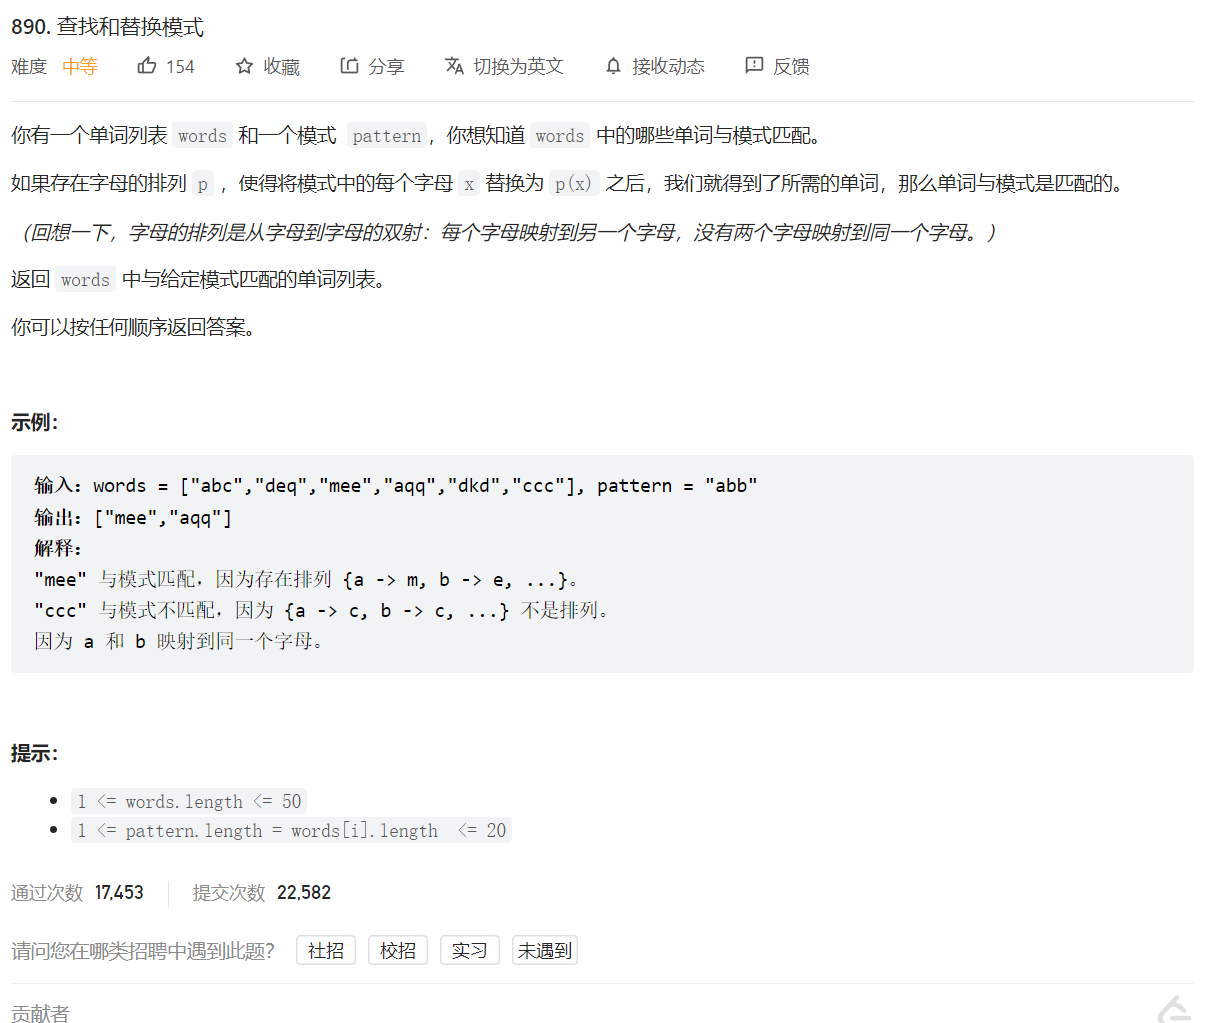 890. 查找和替换模式
难度 中等 154 收藏 分享 切换为英文 接收动态 反馈
你有一个单词列表 words 和一个模式 pattern，你想知道 words 中的哪些单词与模式匹配。
如果存在字母的排列 p ，使得将模式中的每个字母 x 替换为 p(x) 之后，我们就得到了所需的单词，那么单词与模式是匹配的。
（回想一下，字母的排列是从字母到字母的双射：每个字母映射到另一个字母，没有两个字母映射到同一个字母。）
返回 words 中与给定模式匹配的单词列表。
你可以按任何顺序返回答案。
示例：
输入：words = ["abc","deq","mee","aqq","dkd","ccc"], pattern = "abb"
输出：["mee","aqq"]
解释：
"mee" 与模式匹配，因为存在排列 {a -> m, b -> e, ...}。
"ccc" 与模式不匹配，因为 {a -> c, b -> c, ...} 不是排列。
因为 a 和 b 映射到同一个字母。
提示：
1 <= words.length <= 50
1 <= pattern.length = words[i].length <= 20
通过次数 17,453 提交次数 22,582
请问您在哪类招聘中遇到此题？ 社招 校招 实习 未遇到
贡献者